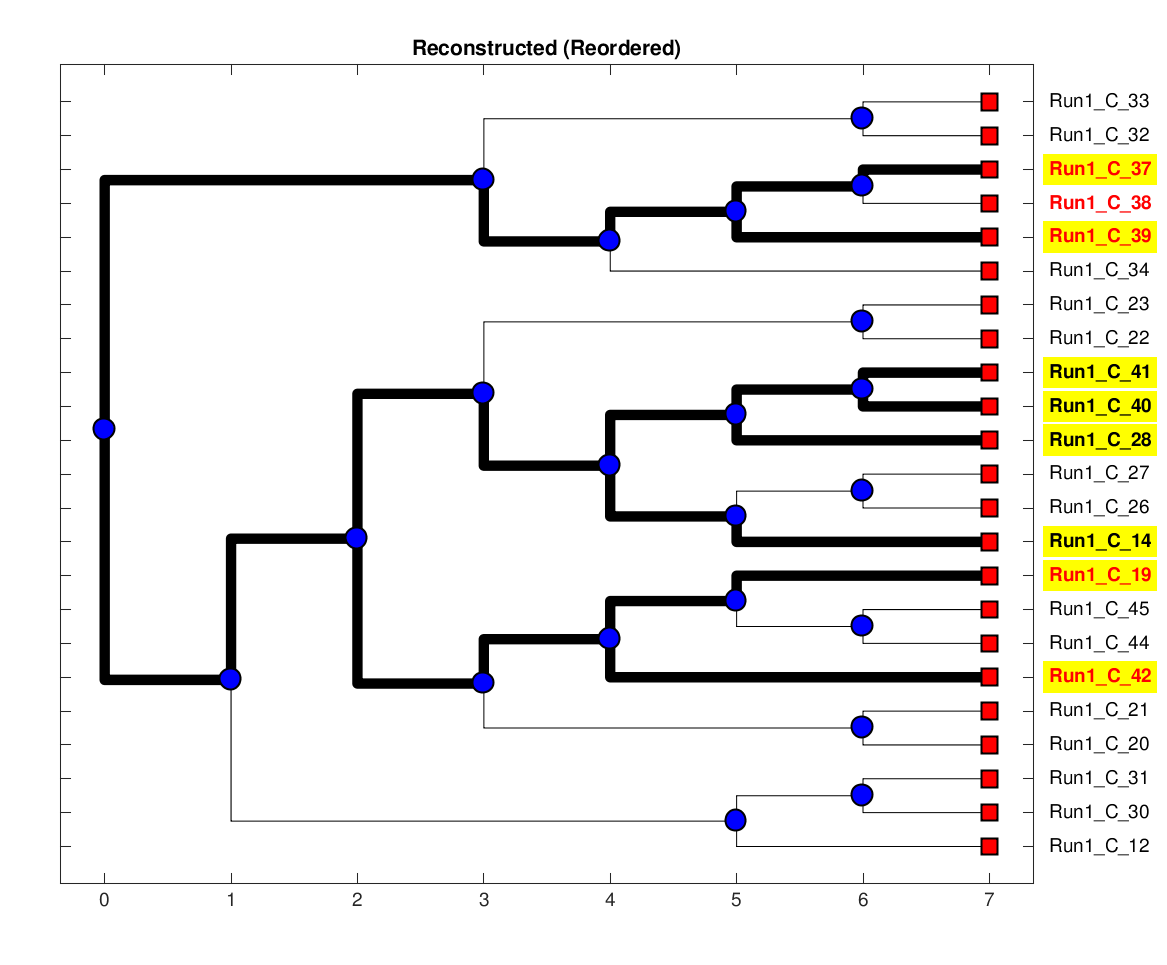 Reconstructed (Reordered)
Run1_C_33
Run1_C_32
Run1_C_37
Run1_C_38
Run1_C_39
Run1_C_34
Run1_C_23
Run1_C_22
Run1_C_41
Run1_C_40
Run1_C_28
Run1_C_27
Run1_C_26
Run1_C_14
Run1_C_19
Run1_C_45
Run1_C_44
Run1_C_42
Run1_C_21
Run1_C_20
Run1_C_31
Run1_C_30
Run1_C_12
0 1 2 3 4 5 6 7